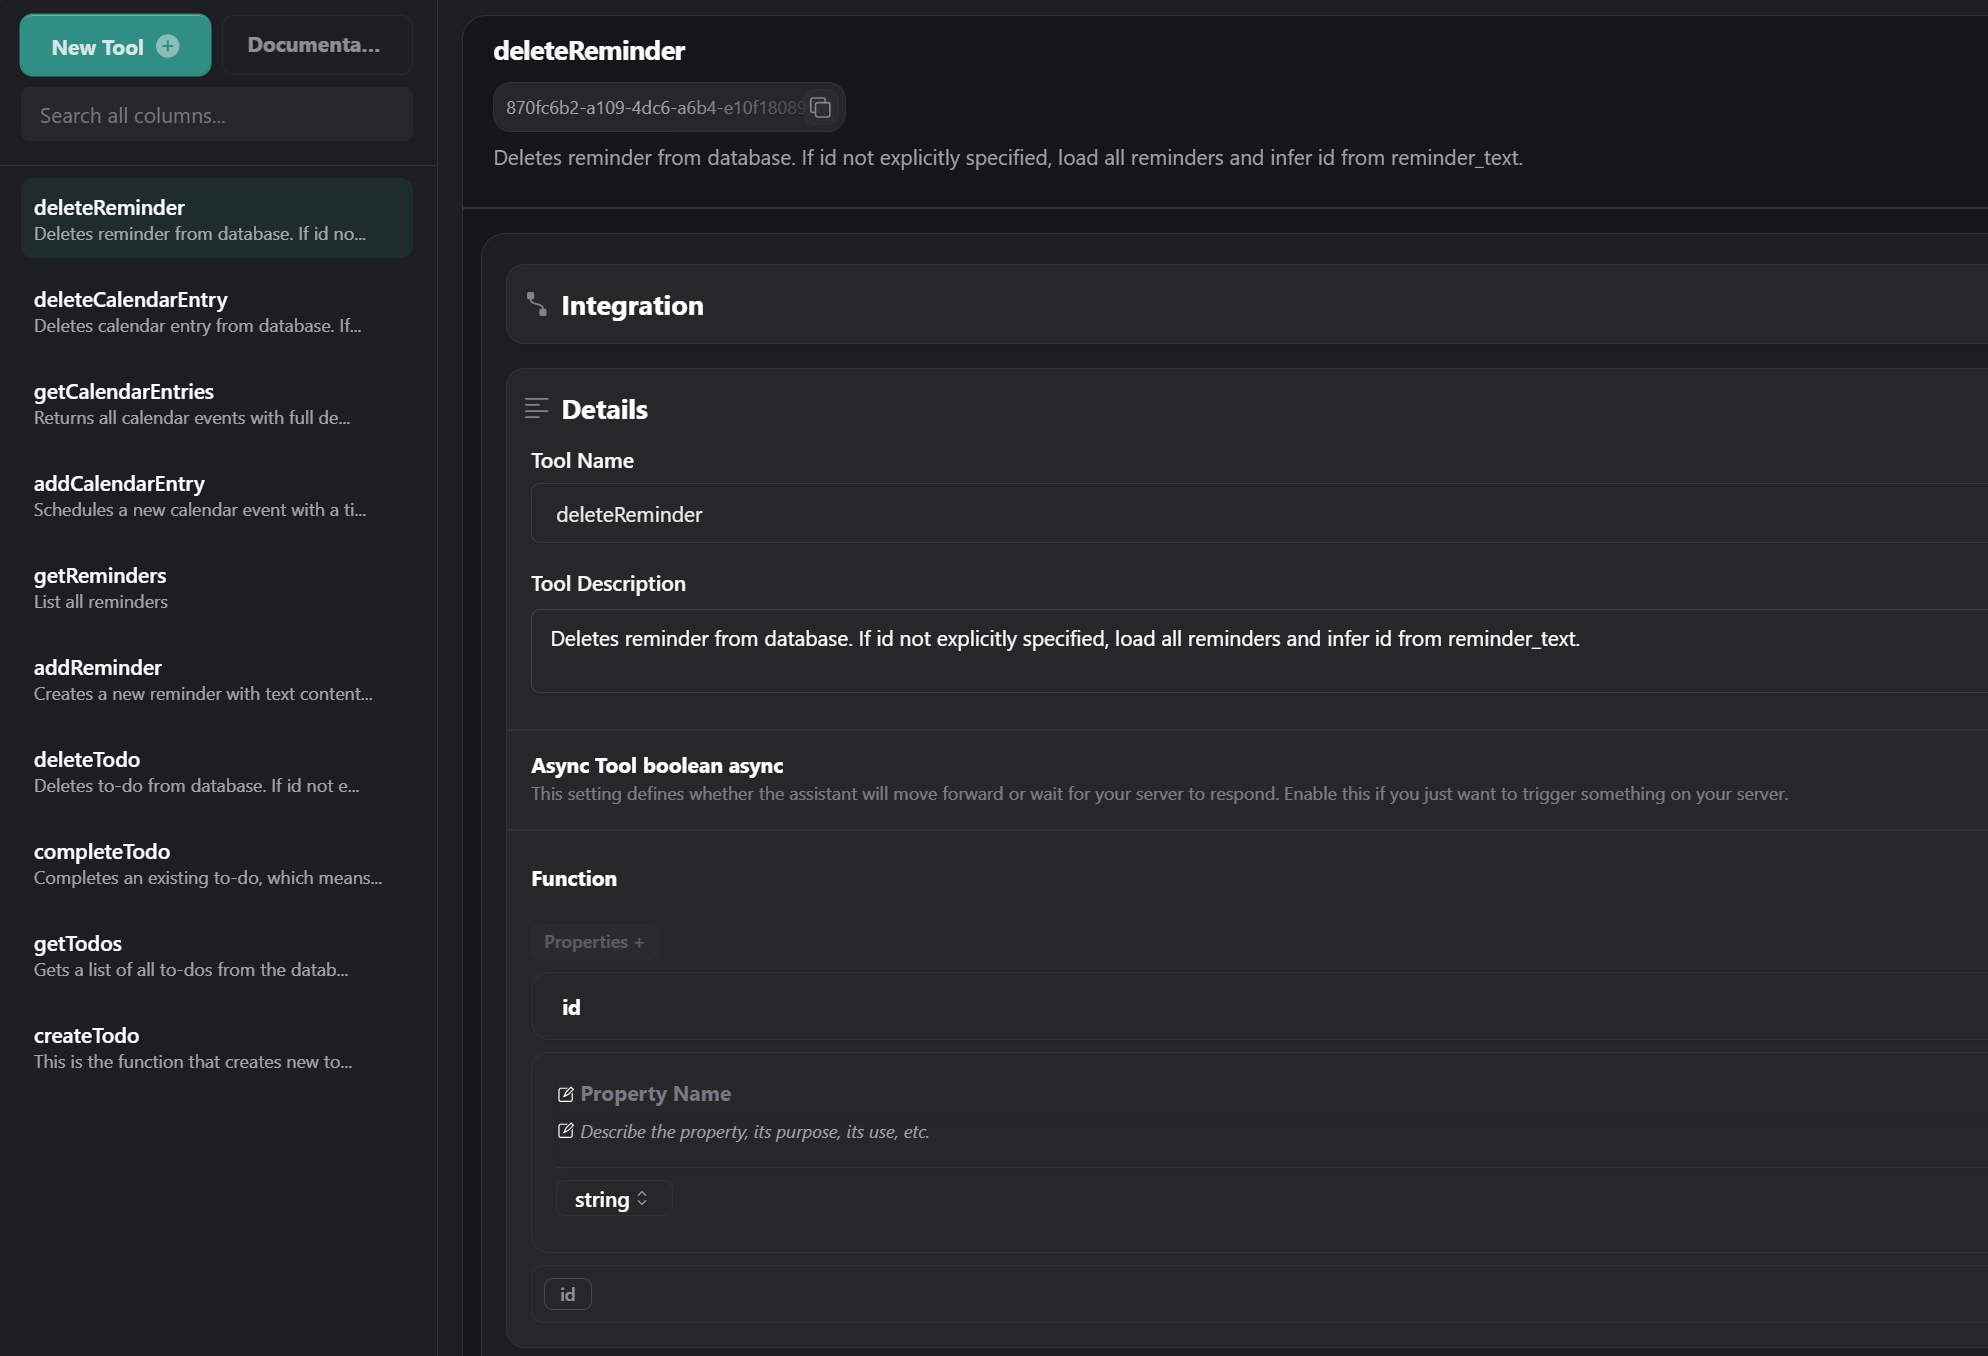 New Tool
Documenta...
Search all columns...
deleteReminder
Deletes reminder from database. If id no...
deleteCalendarEntry
Deletes calendar entry from database. If...
getCalendarEntries
Returns all calendar events with full de...
addCalendarEntry
Schedules a new calendar event with a ti...
getReminders
List all reminders
addReminder
Creates a new reminder with text content...
deleteTodo
Deletes to-do from database. If id not e...
completeTodo
Completes an existing to-do, which means...
getTodos
Gets a list of all to-dos from the datab...
createTodo
This is the function that creates new to...
deleteReminder
870fc6b2-a109-4dc6-a6b4-e10f18089
Deletes reminder from database. If id not explicitly specified, load all reminders and infer id from reminder_text.
Integration
Details
Tool Name
deleteReminder
Tool Description
Deletes reminder from database. If id not explicitly specified, load all reminders and infer id from reminder_text.
Async Tool boolean async
This setting defines whether the assistant will move forward or wait for your server to respond. Enable this if you just want to trigger something on your server.
Function
Properties +
id
Property Name
Describe the property, its purpose, its use, etc.
string
id